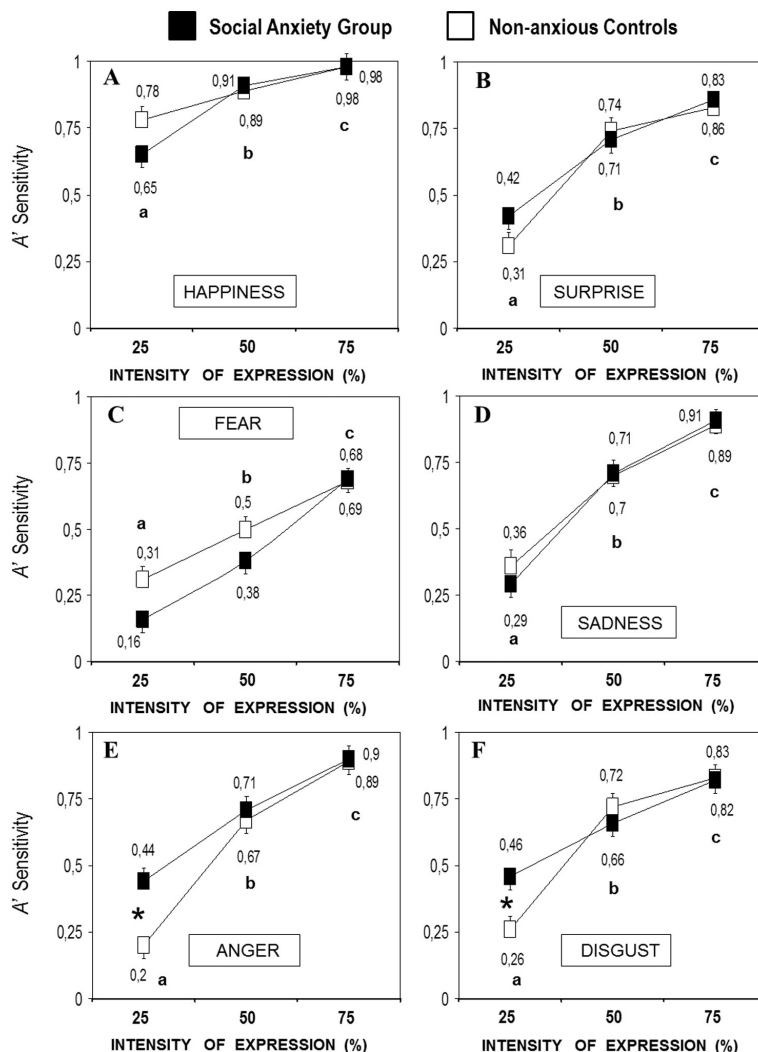 Social Anxiety Group Non-anxious Controls
A
1
0,75
0,5
0,25
0
A' Sensitivity
0,78
0,91
0,98
0,98
0,89
0,65
a
b
c
HAPPINESS
25 50 75
INTENSITY OF EXPRESSION (%)
B
1
0,75
0,5
0,25
0
0,83
0,74
0,86
0,71
0,42
0,31
a
b
c
SURPRISE
25 50 75
INTENSITY OF EXPRESSION (%)
C
1
0,75
0,5
0,25
0
A' Sensitivity
FEAR
c
0,68
b
0,5
0,69
a
0,31
0,38
0,16
25 50 75
INTENSITY OF EXPRESSION (%)
D
1
0,75
0,5
0,25
0
0,91
0,71
0,89
0,7
c
0,36
b
0,29
a
SADNESS
25 50 75
INTENSITY OF EXPRESSION (%)
E
1
0,75
0,5
0,25
0
A' Sensitivity
0,9
0,71
0,89
c
0,44
0,67
b
*
0,2
a
ANGER
25 50 75
INTENSITY OF EXPRESSION (%)
F
1
0,75
0,5
0,25
0
0,83
0,72
0,82
c
0,46
0,66
b
*
0,26
a
DISGUST
25 50 75
INTENSITY OF EXPRESSION (%)